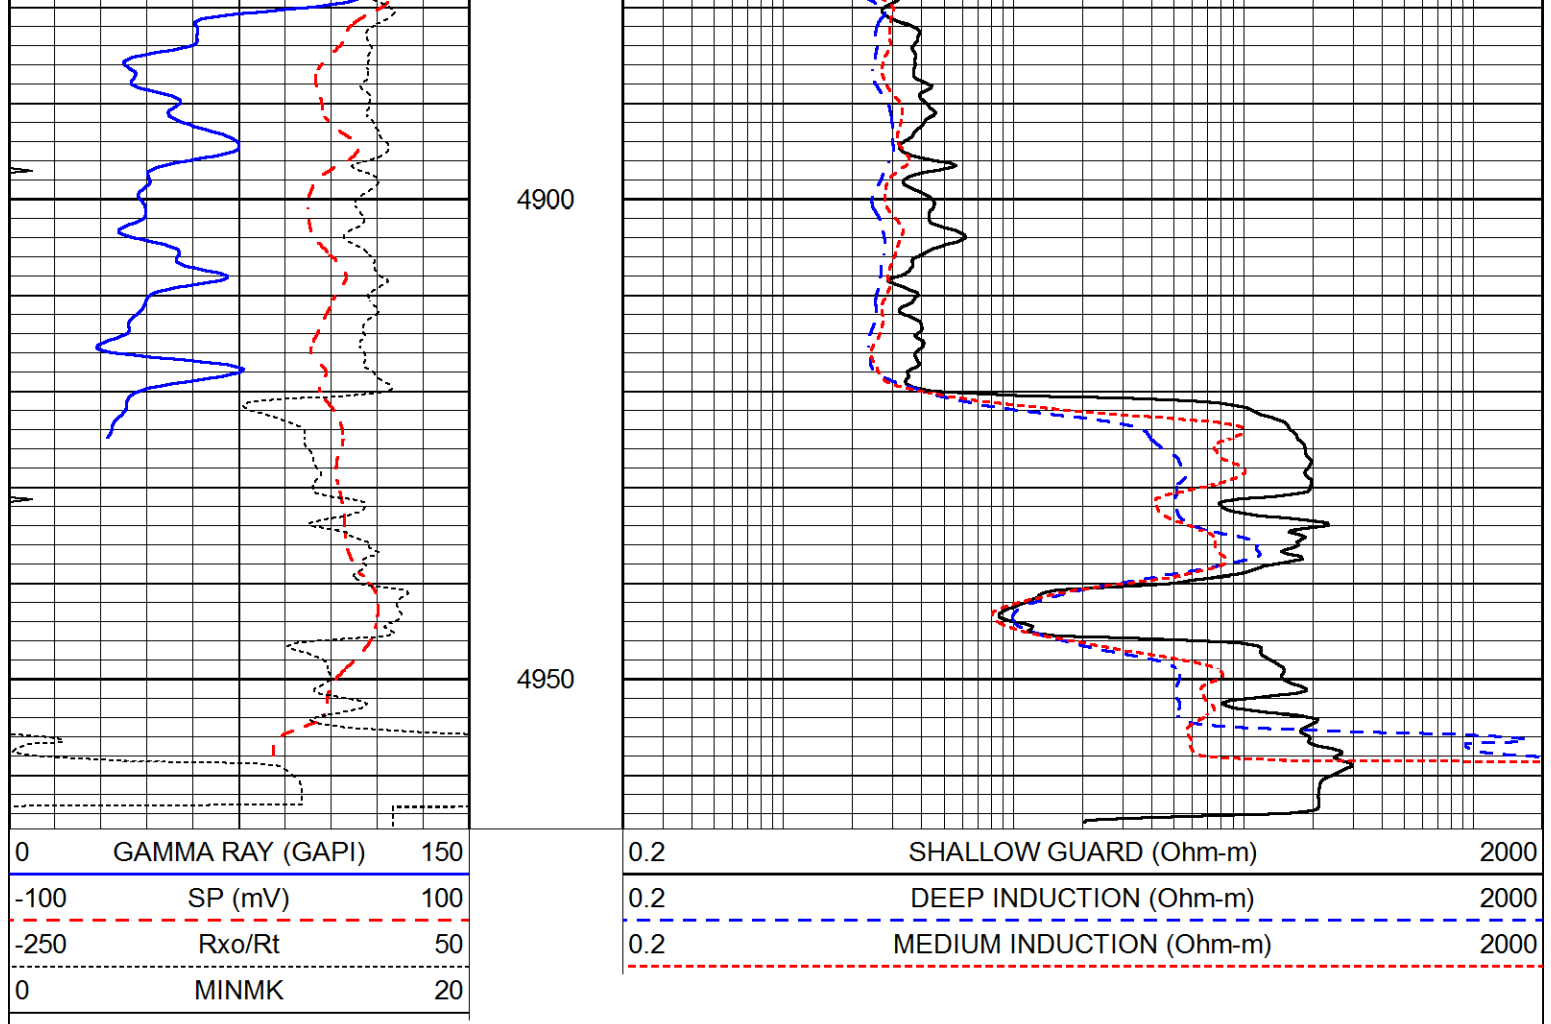 4900
4950
0 GAMMA RAY (GAPI) 150
-100 SP (mV) 100
-250 Rxo/Rt 50
0 MINMK 20
0.2 SHALLOW GUARD (Ohm-m) 2000
0.2 DEEP INDUCTION (Ohm-m) 2000
0.2 MEDIUM INDUCTION (Ohm-m) 2000